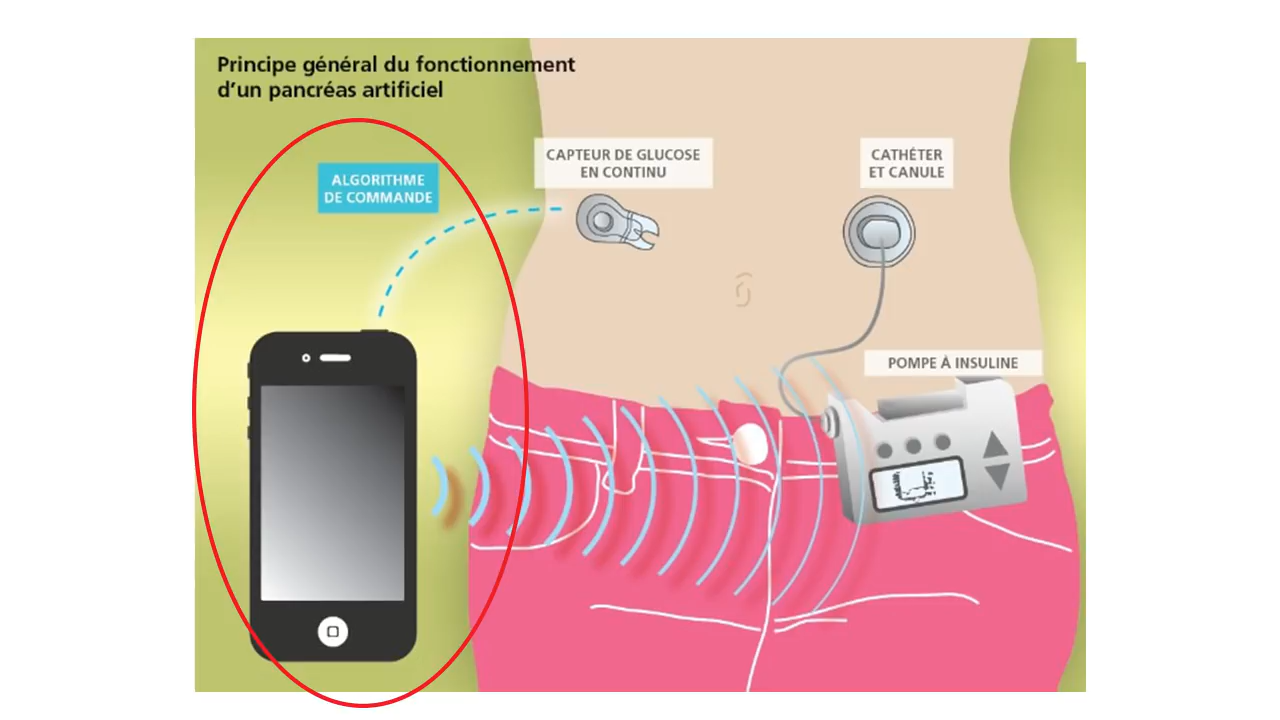 Principe général du fonctionnement
d'un pancréas artificiel
ALGORITHME
DE COMMANDE
CAPTEUR DE GLUCOSE
EN CONTINU
CATHÉTER
ET CANULE
POMPE À INSULINE